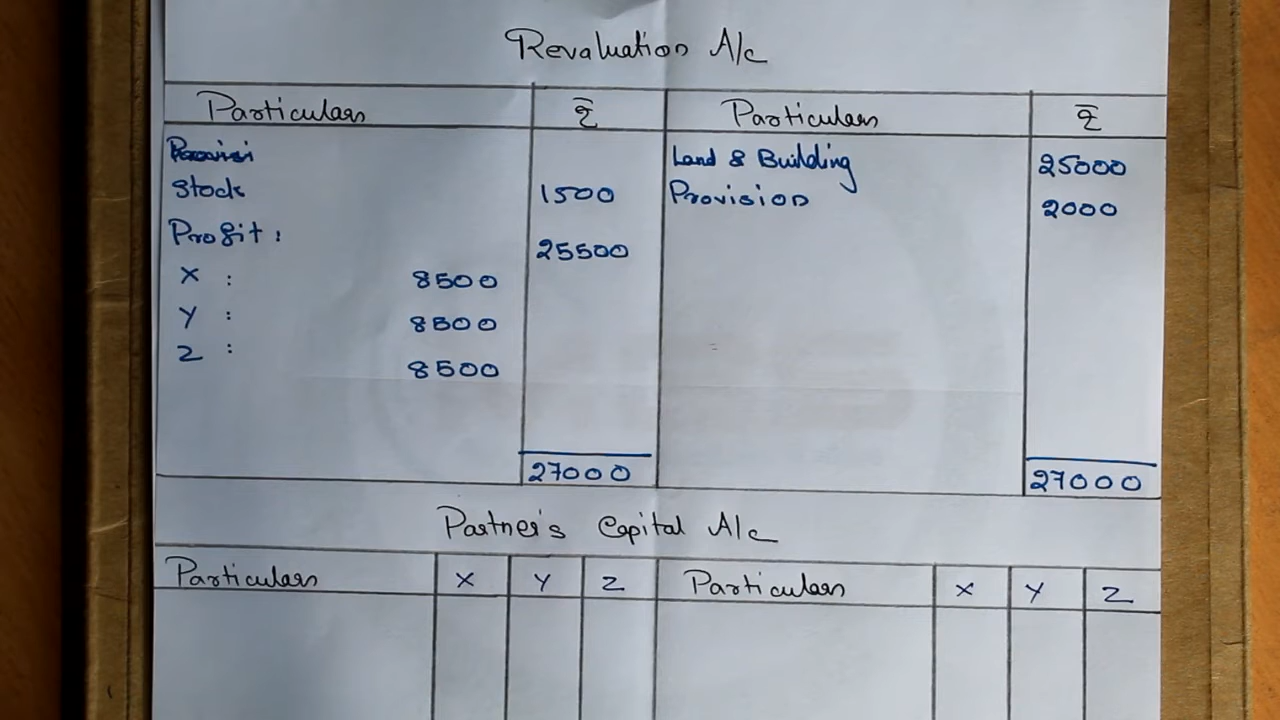 Revaluation A/c
Particulars ₹ Particulars ₹
Land & Building 25000
Stock 1500 Provision 2000
Profit : 25500
X : 8500
Y : 8500
Z : 8500
27000 27000
Partner's Capital A/c
Particulars X Y Z Particulars X Y Z